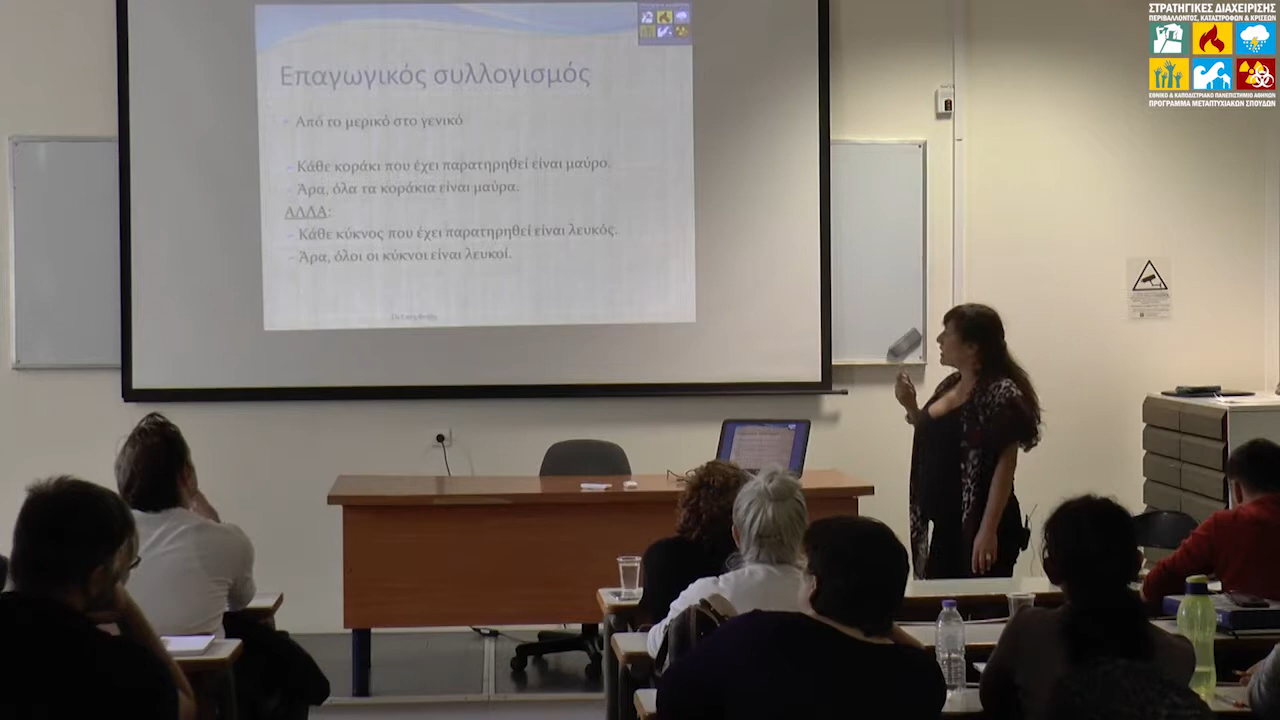 Επαγωγικός συλλογισμός
- Από το μερικό στο γενικό
- Κάθε κοράκι που έχει παρατηρηθεί είναι μαύρο.
- Άρα, όλα τα κοράκια είναι μαύρα.
ΑΛΛΑ:
- Κάθε κύκνος που έχει παρατηρηθεί είναι λευκός.
- Άρα, όλοι οι κύκνοι είναι λευκοί.
ΣΤΡΑΤΗΓΙΚΕΣ ΔΙΑΧΕΙΡΙΣΗΣ
ΠΕΡΙΒΑΛΛΟΝΤΟΣ, ΚΑΤΑΣΤΡΟΦΩΝ & ΚΡΙΣΕΩΝ
ΕΘΝΙΚΟ & ΚΑΠΟΔΙΣΤΡΙΑΚΟ ΠΑΝΕΠΙΣΤΗΜΙΟ ΑΘΗΝΩΝ
ΠΡΟΓΡΑΜΜΑ ΜΕΤΑΠΤΥΧΙΑΚΩΝ ΣΠΟΥΔΩΝ